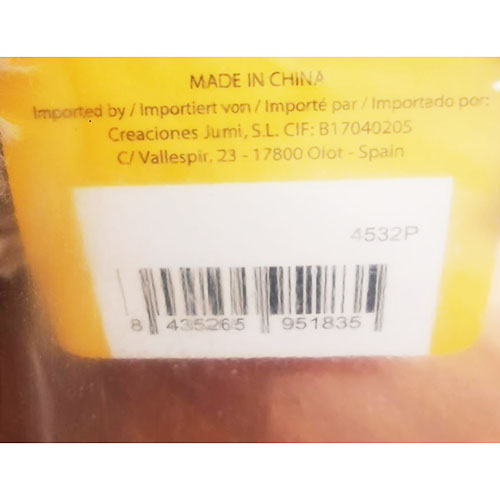 MADE IN CHINA
Imported by / Importiert von / Importé par / Importado por:
Creaciones Jumi, S.L. CIF: B17040205
C/ Vallespir, 23 - 17800 Olot - Spain
4532P
8 435265 951835